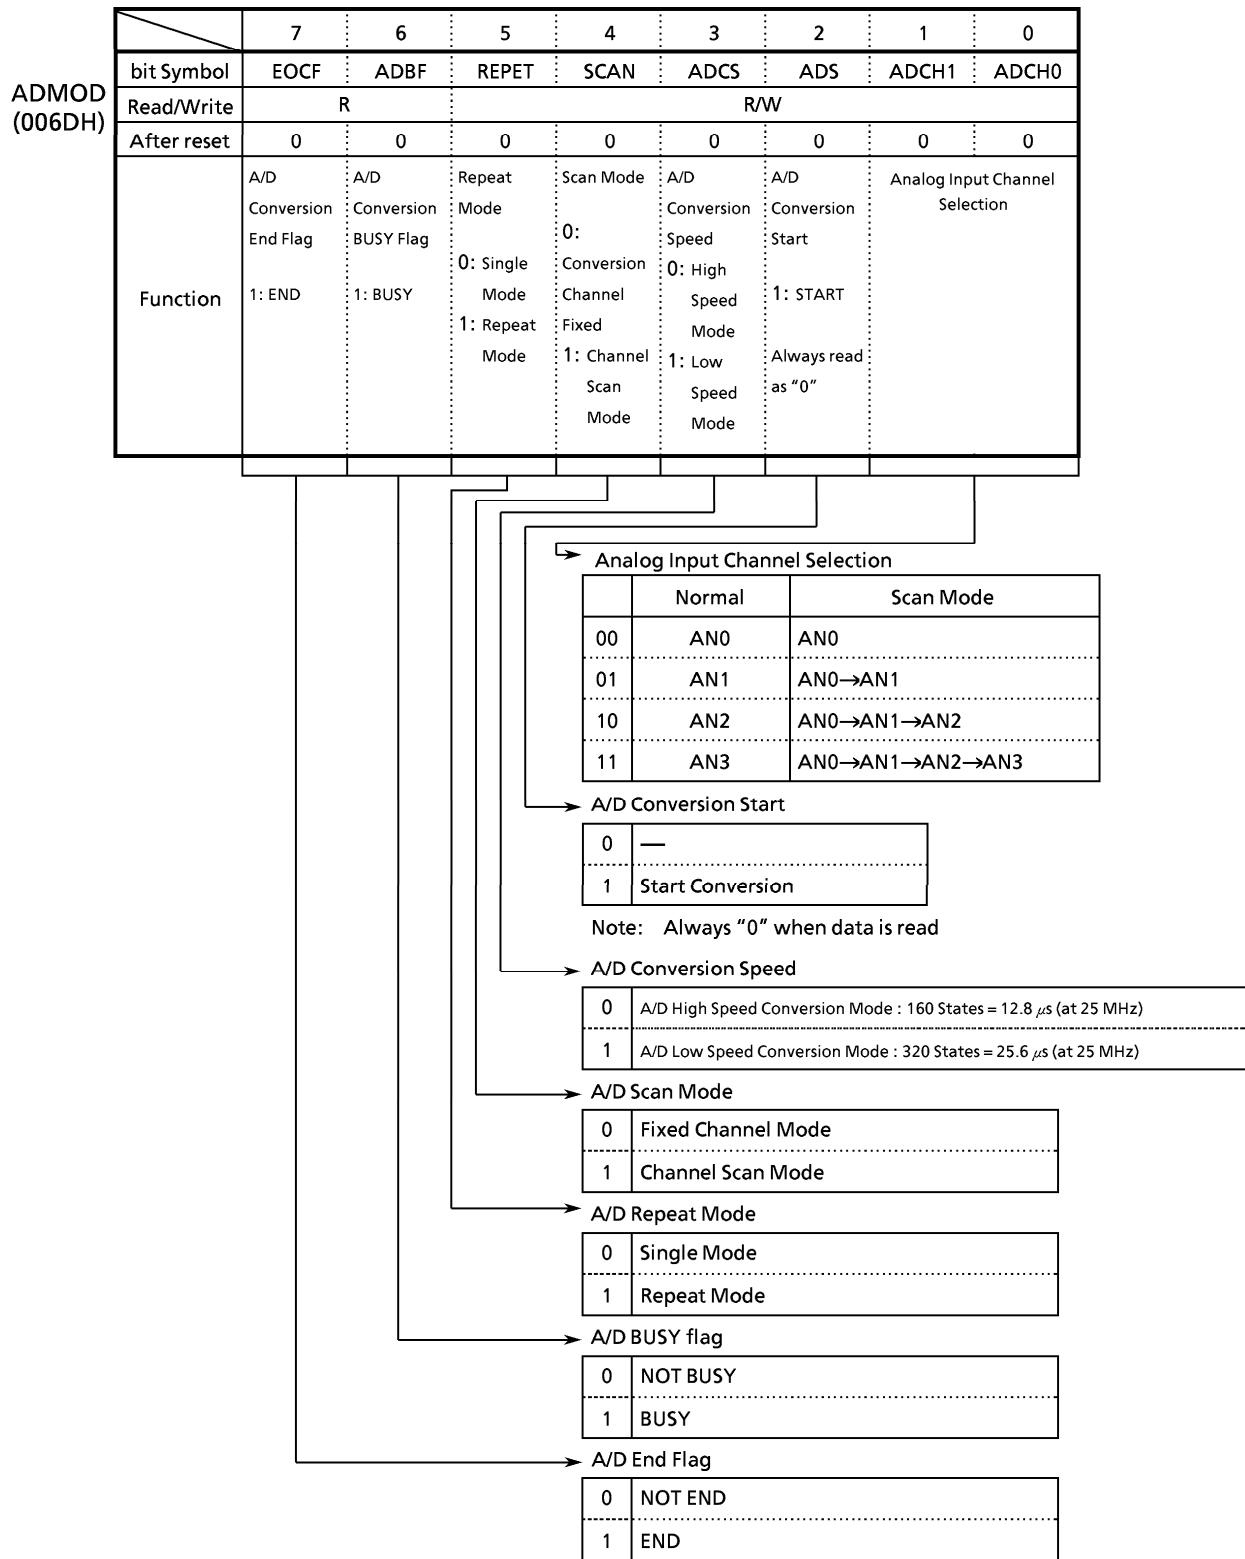 7 6 5 4 3 2 1 0
bit Symbol EOCF ADBF REPET SCAN ADCS ADS ADCH1 ADCH0
ADMOD
(006DH)
Read/Write R R/W
After reset 0 0 0 0 0 0 0 0
Function
A/D
Conversion
End Flag
1: END
A/D
Conversion
BUSY Flag
1: BUSY
Repeat
Mode
0: Single
Mode
1: Repeat
Mode
Scan Mode
0:
Conversion
Channel
Fixed
1: Channel
Scan
Mode
A/D
Conversion
Speed
0: High
Speed
Mode
1: Low
Speed
Mode
A/D
Conversion
Start
1: START
Always read
as “0”
Analog Input Channel
Selection
Analog Input Channel Selection
Normal Scan Mode
00 AN0 AN0
01 AN1 AN0→AN1
10 AN2 AN0→AN1→AN2
11 AN3 AN0→AN1→AN2→AN3
A/D Conversion Start
0 —
1 Start Conversion
Note: Always “0” when data is read
A/D Conversion Speed
0 A/D High Speed Conversion Mode : 160 States = 12.8 μs (at 25 MHz)
1 A/D Low Speed Conversion Mode : 320 States = 25.6 μs (at 25 MHz)
A/D Scan Mode
0 Fixed Channel Mode
1 Channel Scan Mode
A/D Repeat Mode
0 Single Mode
1 Repeat Mode
A/D BUSY flag
0 NOT BUSY
1 BUSY
A/D End Flag
0 NOT END
1 END